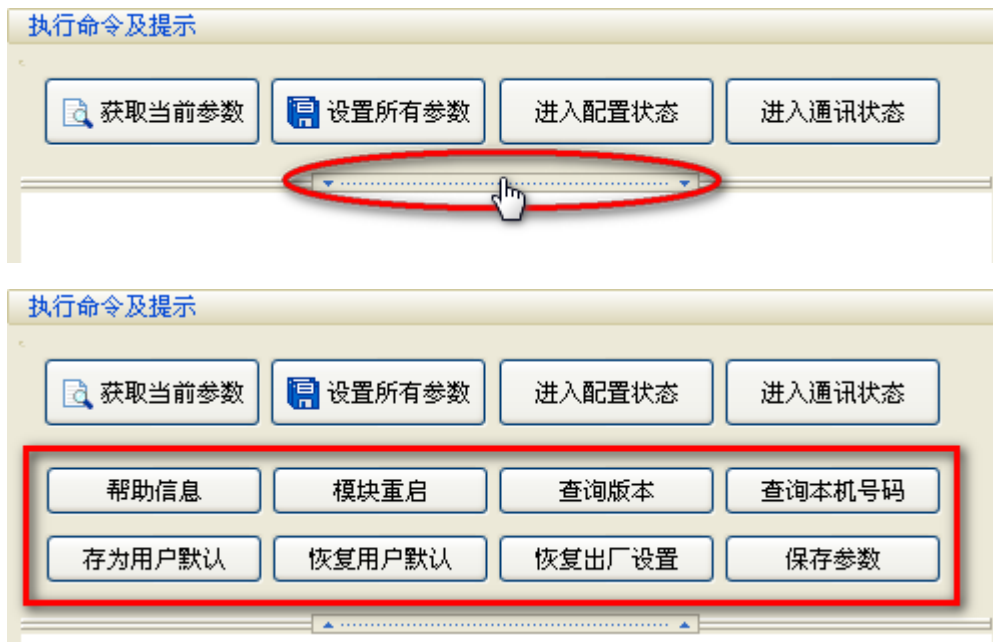 执行命令及提示
获取当前参数 设置所有参数 进入配置状态 进入通讯状态
执行命令及提示
获取当前参数 设置所有参数 进入配置状态 进入通讯状态
帮助信息 模块重启 查询版本 查询本机号码
存为用户默认 恢复用户默认 恢复出厂设置 保存参数